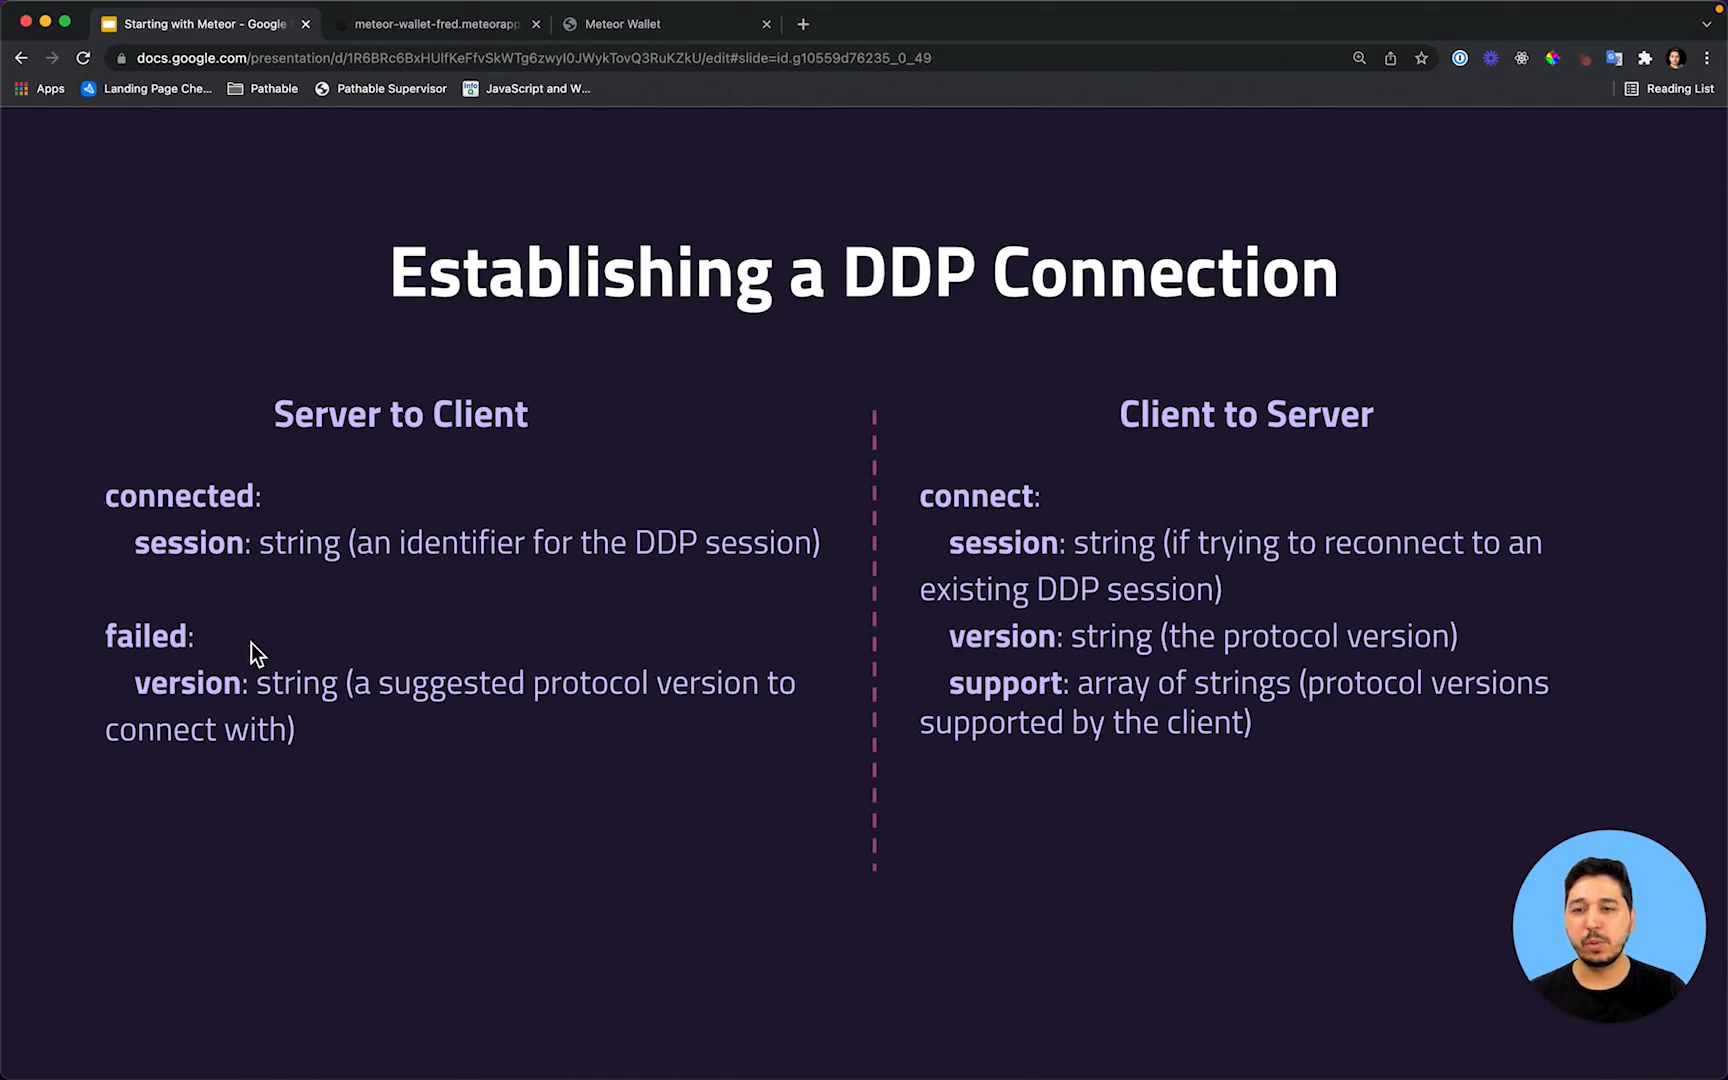 Starting with Meteor - Google
meteor-wallet-fred.meteorapp
Meteor Wallet
docs.google.com/presentation/d/1R6BRc6BxHUlfKeFfvSkWTg6zwyI0JWykTovQ3RuKZkU/edit#slide=id.g10559d76235_0_49
Apps
Landing Page Che...
Pathable
Pathable Supervisor
JavaScript and W...
Reading List
Establishing a DDP Connection
Server to Client
connected:
session: string (an identifier for the DDP session)
failed:
version: string (a suggested protocol version to
connect with)
Client to Server
connect:
session: string (if trying to reconnect to an
existing DDP session)
version: string (the protocol version)
support: array of strings (protocol versions
supported by the client)